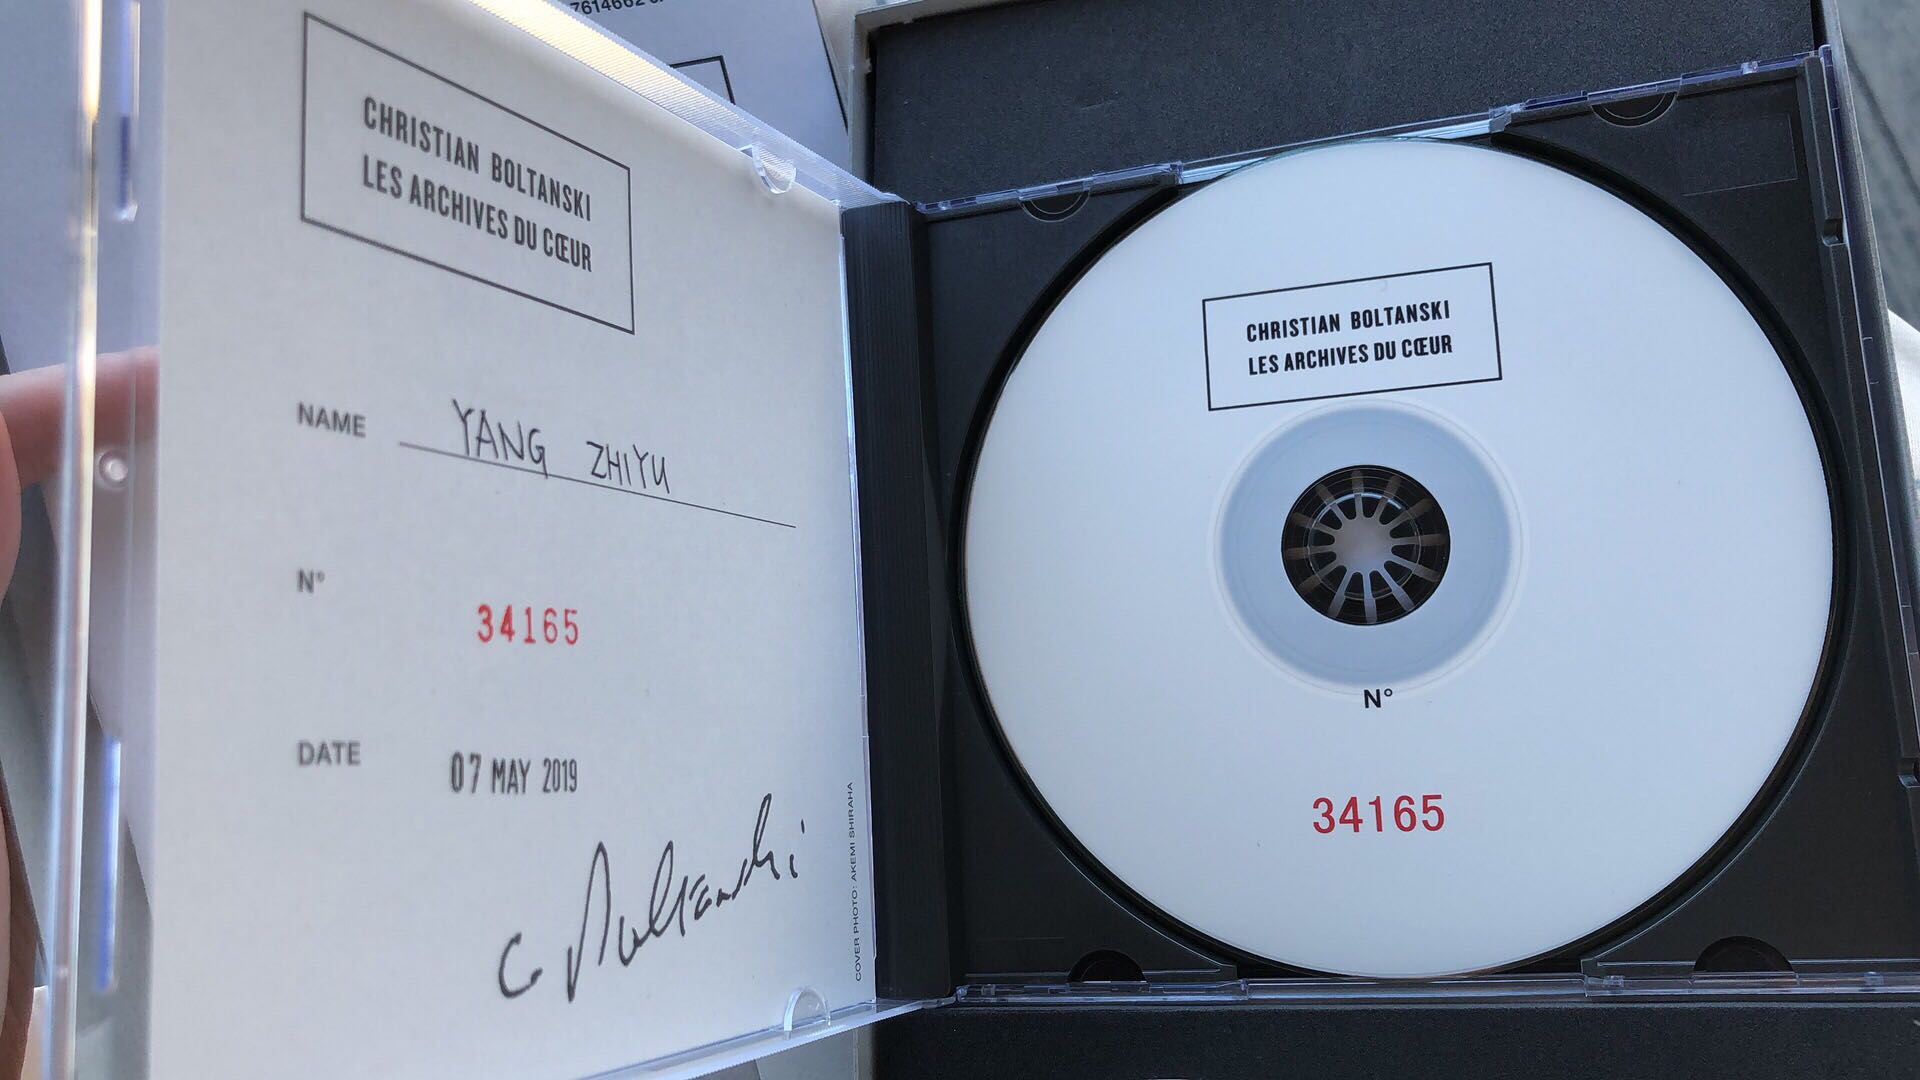 7614662
CHRISTIAN BOLTANSKI
LES ARCHIVES DU CŒUR
NAME YANG ZHIYU
N° 34165
DATE 07 MAY 2019
C Boltanski
COVER PHOTO : AKEMI SHIRAHA
CHRISTIAN BOLTANSKI
LES ARCHIVES DU CŒUR
N°
34165